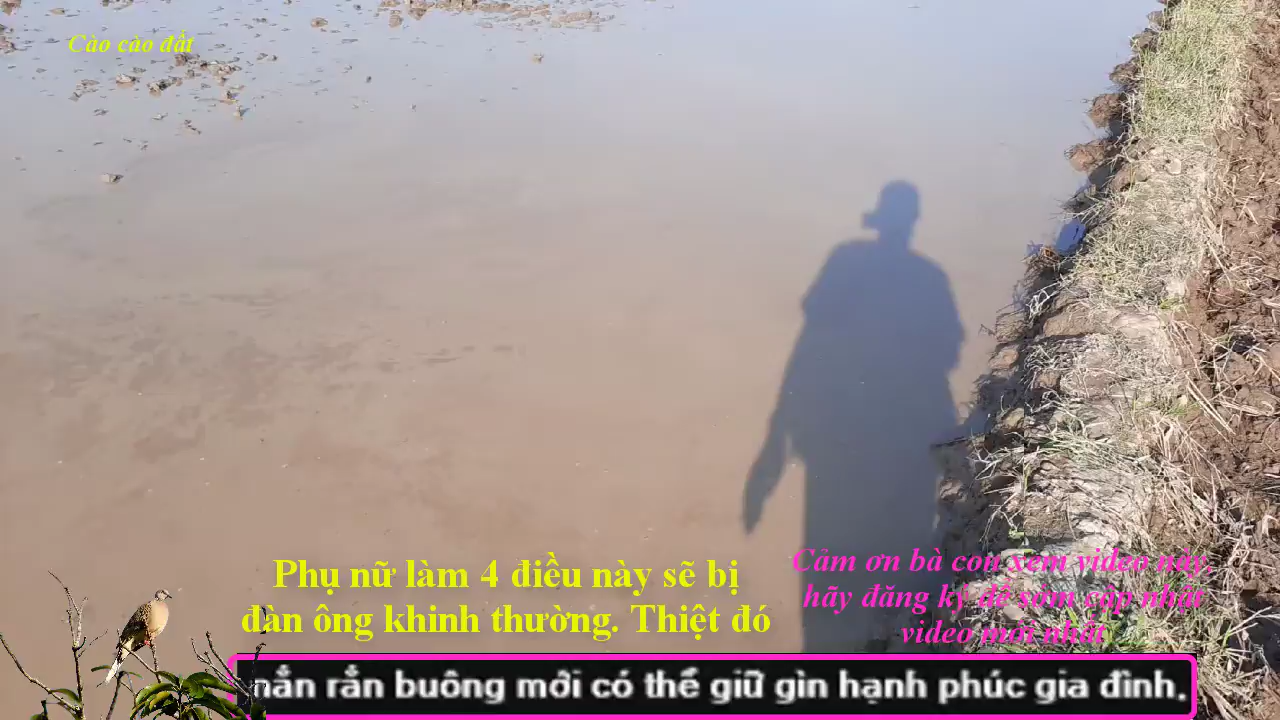 Cào cào đất
Phụ nữ làm 4 điều này sẽ bị
đàn ông khinh thường. Thiệt đó
Cảm ơn bà con xem video này,
hãy đăng ký để sớm cập nhật
video mới nhất
rắn buông mới có thể giữ gìn hạnh phúc gia đình.